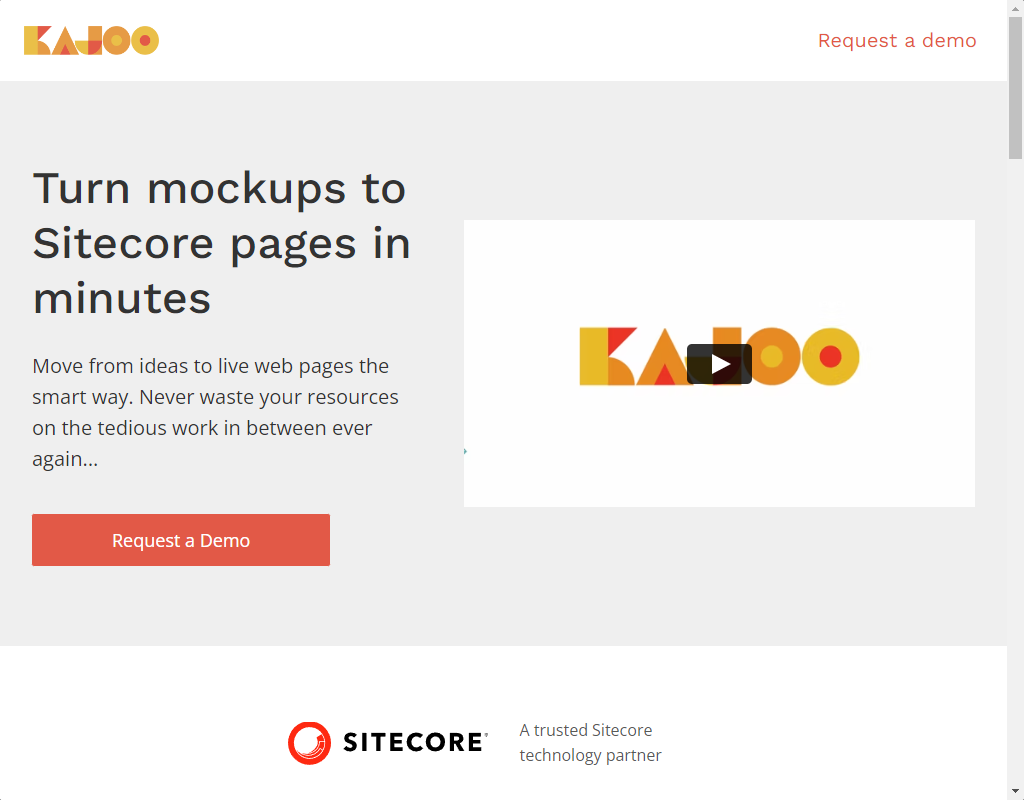 KAJOO
Request a demo
Turn mockups to
Sitecore pages in
minutes
Move from ideas to live web pages the
smart way. Never waste your resources
on the tedious work in between ever
again...
Request a Demo
KAJOO
SITECORE®
A trusted Sitecore
technology partner